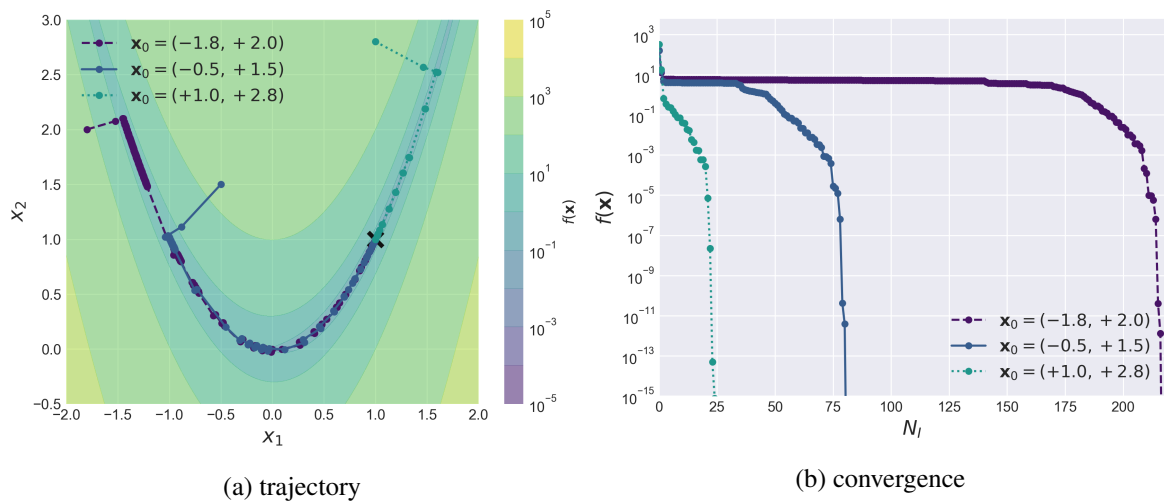 3.0
2.5
2.0
1.5
1.0
0.5
0.0
−0.5
x₂
x₀ = (−1.8, +2.0)
x₀ = (−0.5, +1.5)
x₀ = (+1.0, +2.8)
−2.0 −1.5 −1.0 −0.5 0.0 0.5 1.0 1.5 2.0
x₁
10⁵
10³
10¹
10⁻¹
10⁻³
10⁻⁵
f(x)
(a) trajectory
10³
10¹
10⁻¹
10⁻³
10⁻⁵
10⁻⁷
10⁻⁹
10⁻¹¹
10⁻¹³
10⁻¹⁵
f(x)
x₀ = (−1.8, +2.0)
x₀ = (−0.5, +1.5)
x₀ = (+1.0, +2.8)
0 25 50 75 100 125 150 175 200
N_I
(b) convergence